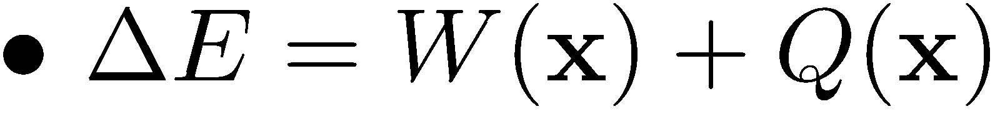 • ΔE = W(𝐱) + Q(𝐱)